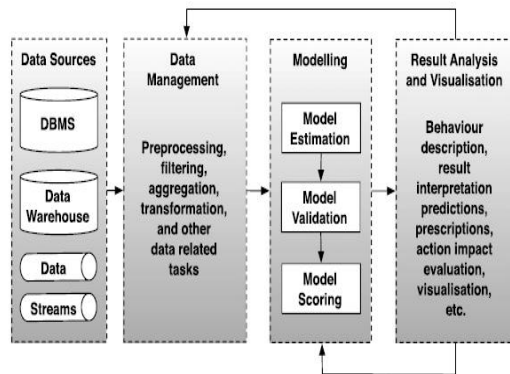 Data Sources
DBMS
Data
Warehouse
Data
Streams
Data
Management
Preprocessing,
filtering,
aggregation,
transformation,
and other
data related
tasks
Modelling
Model
Estimation
Model
Validation
Model
Scoring
Result Analysis
and Visualisation
Behaviour
description,
result
interpretation
predictions,
prescriptions,
action impact
evaluation,
visualisation,
etc.